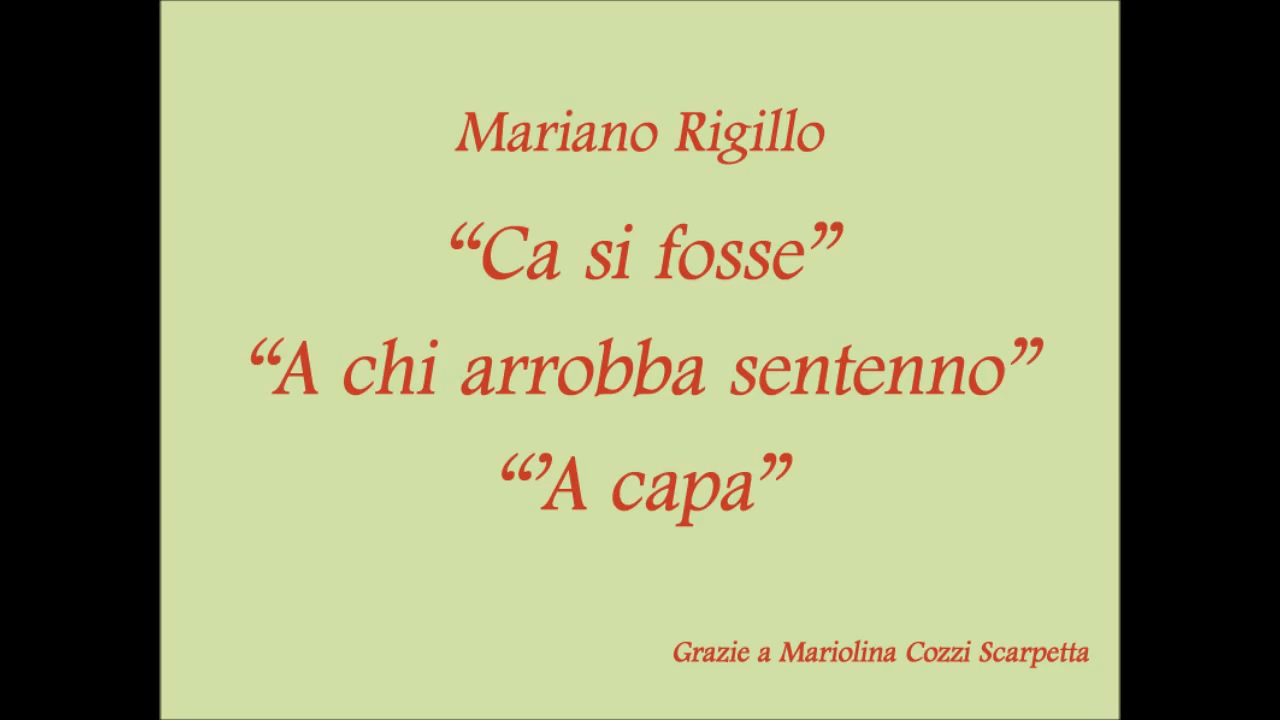 Mariano Rigillo
“Ca si fosse”
“A chi arrobba sentenno”
“’A capa”
Grazie a Mariolina Cozzi Scarpetta